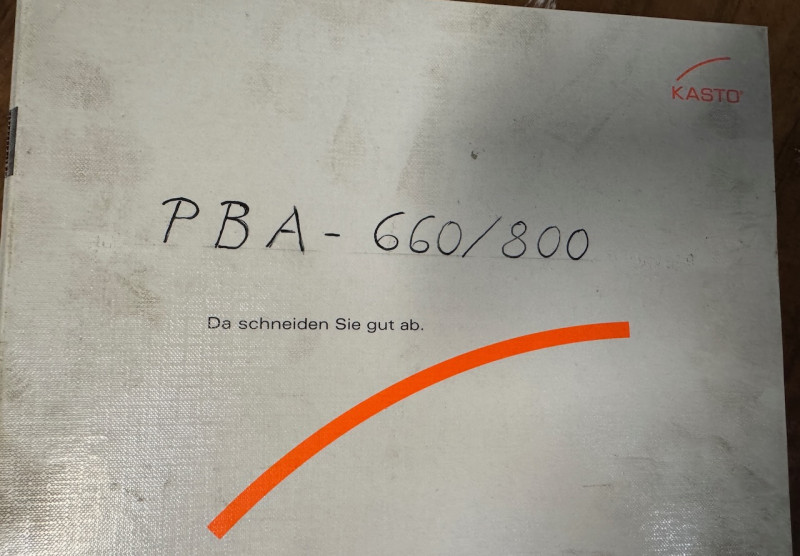 KASTO
PBA - 660/800
Da schneiden Sie gut ab.